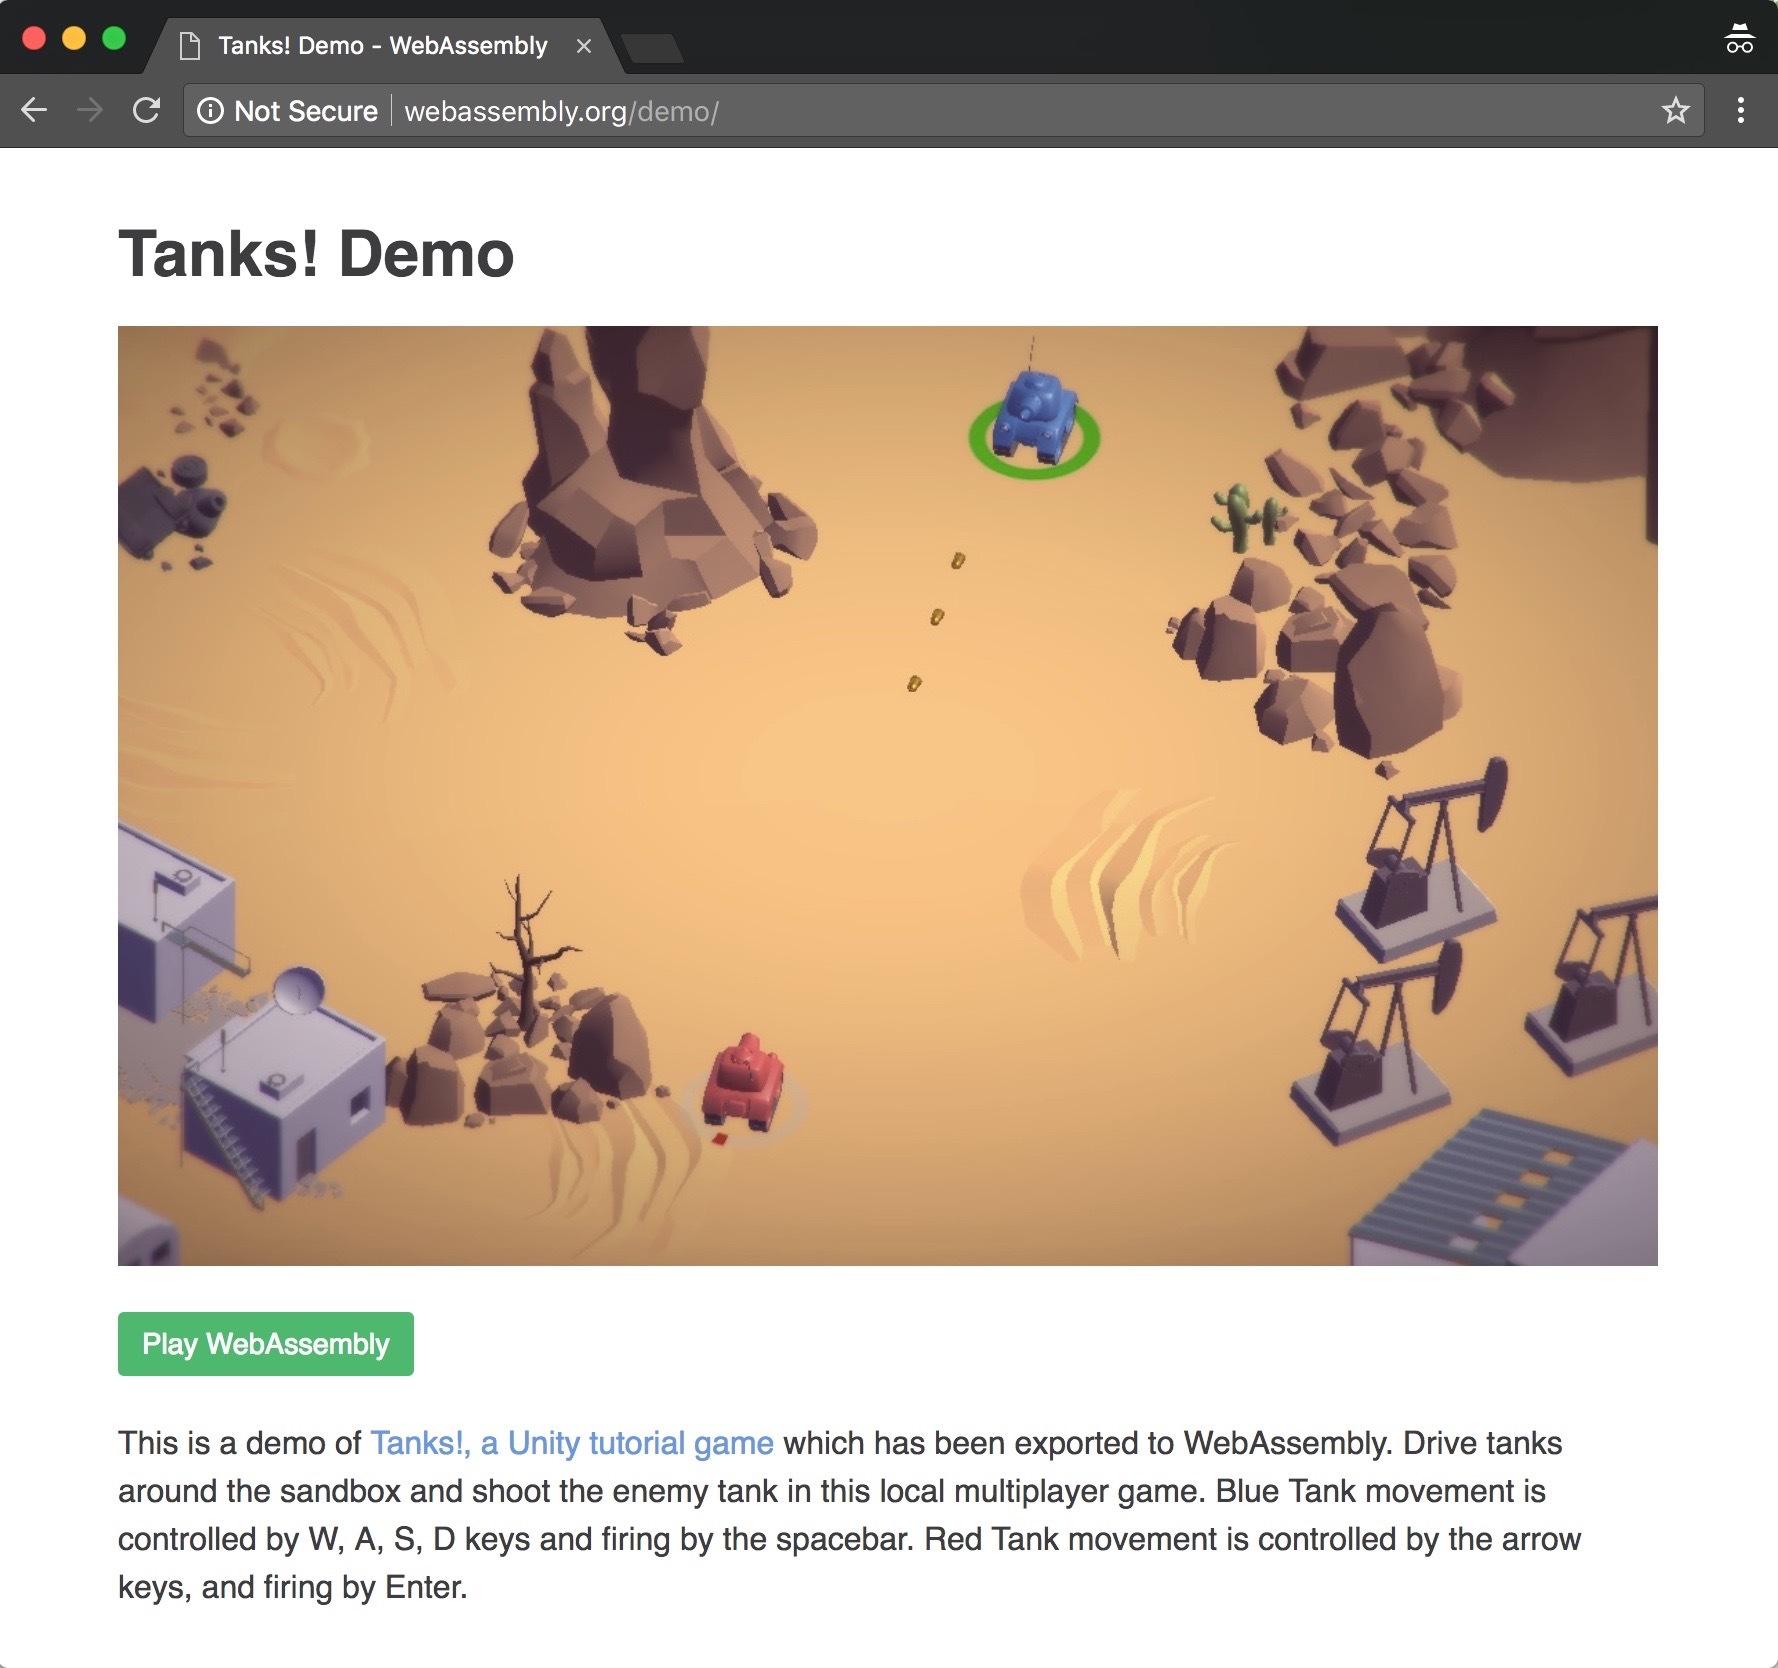 Tanks! Demo - WebAssembly
Not Secure webassembly.org/demo/
Tanks! Demo
Play WebAssembly
This is a demo of Tanks!, a Unity tutorial game which has been exported to WebAssembly. Drive tanks
around the sandbox and shoot the enemy tank in this local multiplayer game. Blue Tank movement is
controlled by W, A, S, D keys and firing by the spacebar. Red Tank movement is controlled by the arrow
keys, and firing by Enter.